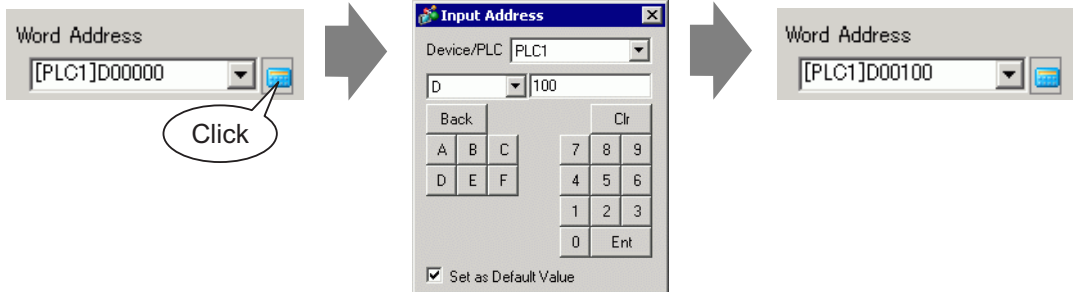 Word Address
[PLC1]D00000
Click
Input Address
Device/PLC PLC1
D 100
Back Clr
A B C 7 8 9
D E F 4 5 6
1 2 3
0 Ent
Set as Default Value
Word Address
[PLC1]D00100